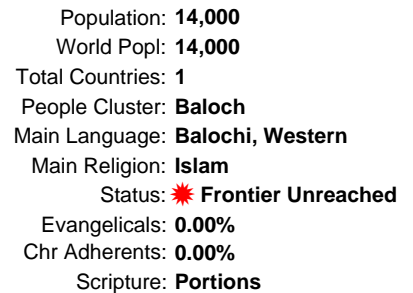 Population: 14,000
World Popl: 14,000
Total Countries: 1
People Cluster: Baloch
Main Language: Balochi, Western
Main Religion: Islam
Status: Frontier Unreached
Evangelicals: 0.00%
Chr Adherents: 0.00%
Scripture: Portions